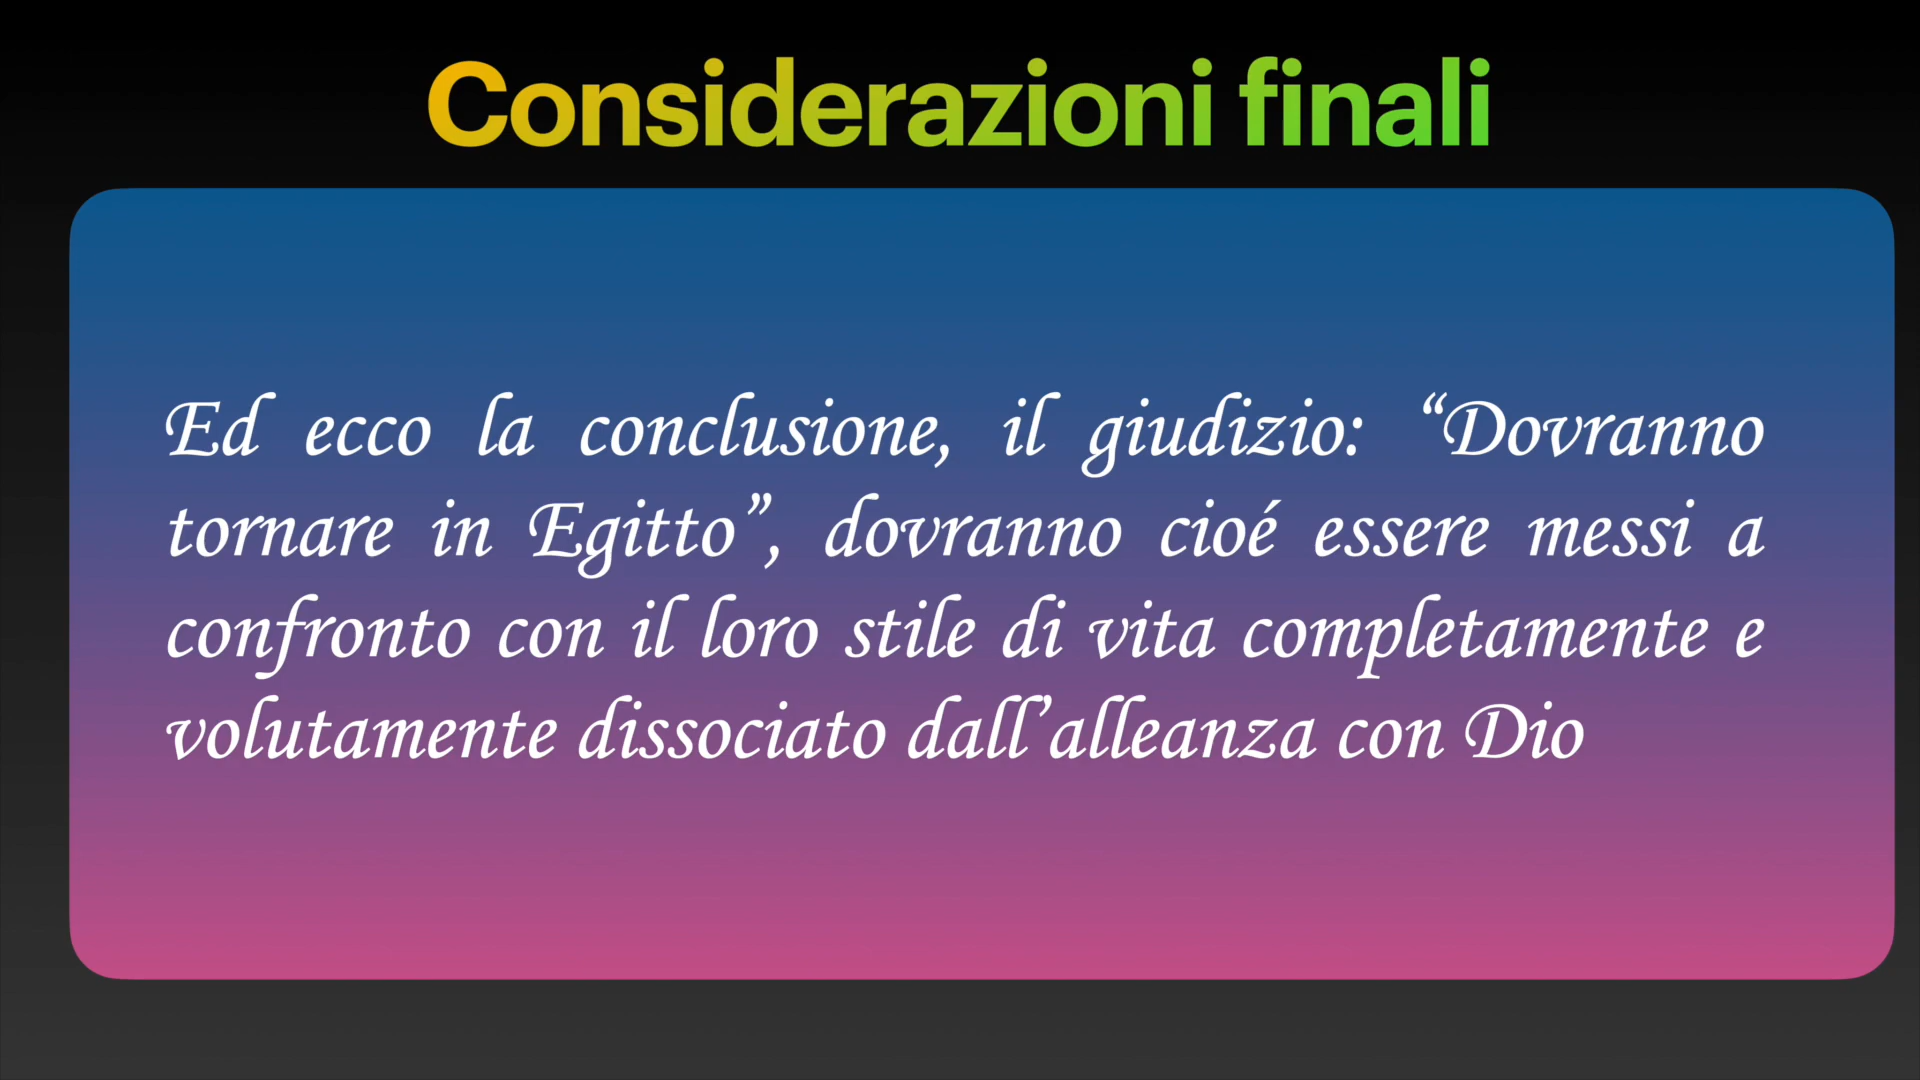 Considerazioni finali
Ed ecco la conclusione, il giudizio: “Dovranno
tornare in Egitto”, dovranno cioé essere messi a
confronto con il loro stile di vita completamente e
volutamente dissociato dall’alleanza con Dio